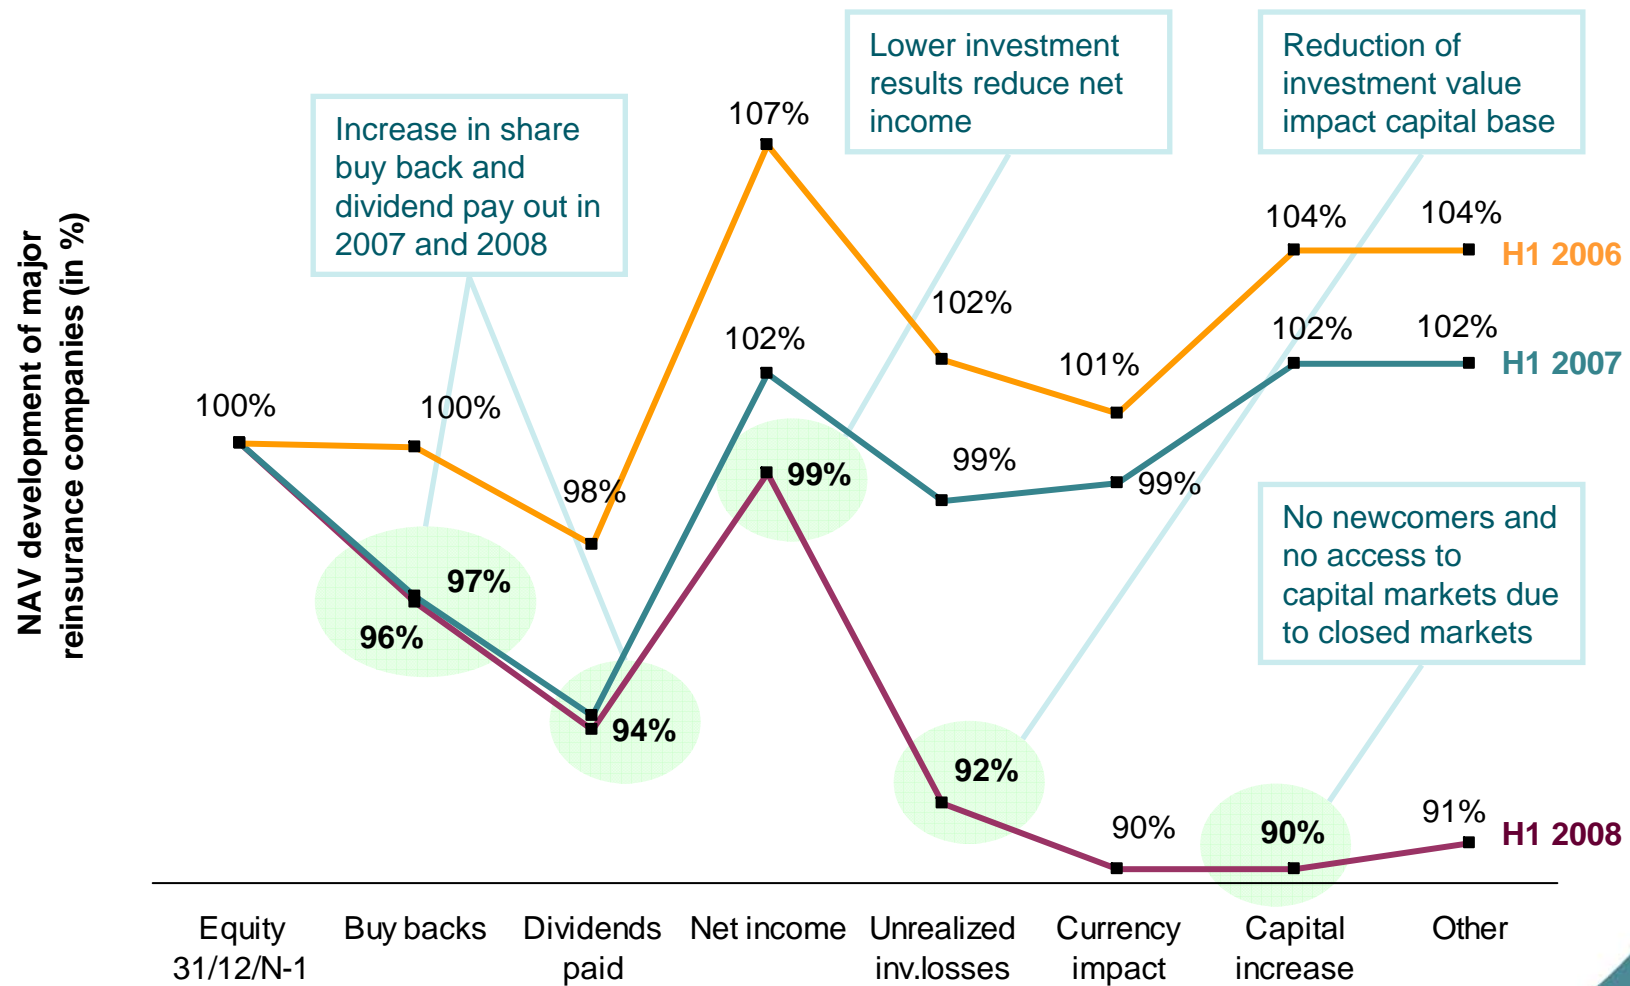 NAV development of major
reinsurance companies (in %)
Increase in share
buy back and
dividend pay out in
2007 and 2008
Lower investment
results reduce net
income
Reduction of
investment value
impact capital base
No newcomers and
no access to
capital markets due
to closed markets
107%
104%
104%
H1 2006
102%
102%
102%
102%
H1 2007
101%
100%
100%
98%
99%
99%
99%
97%
96%
94%
92%
90%
90%
91%
H1 2008
Equity
31/12/N-1
Buy backs
Dividends
paid
Net income
Unrealized
inv.losses
Currency
impact
Capital
increase
Other